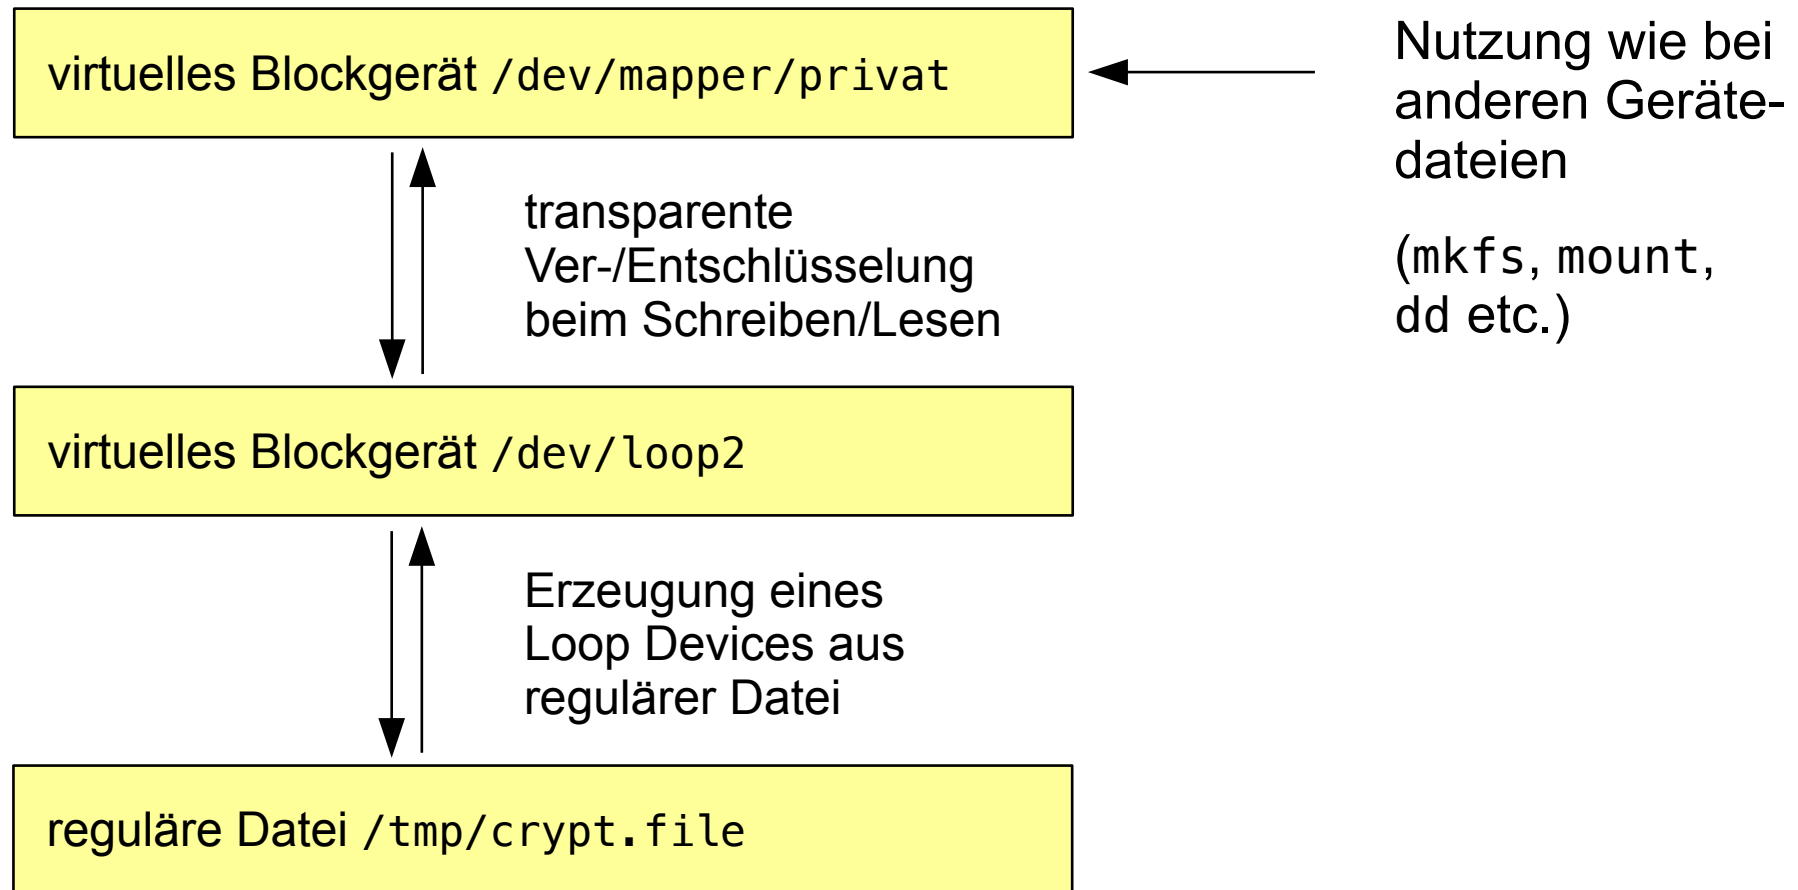 virtuelles Blockgerät /dev/mapper/privat
Nutzung wie bei
anderen Geräte-
dateien
(mkfs, mount,
dd etc.)
transparente
Ver-/Entschlüsselung
beim Schreiben/Lesen
virtuelles Blockgerät /dev/loop2
Erzeugung eines
Loop Devices aus
regulärer Datei
reguläre Datei /tmp/crypt.file